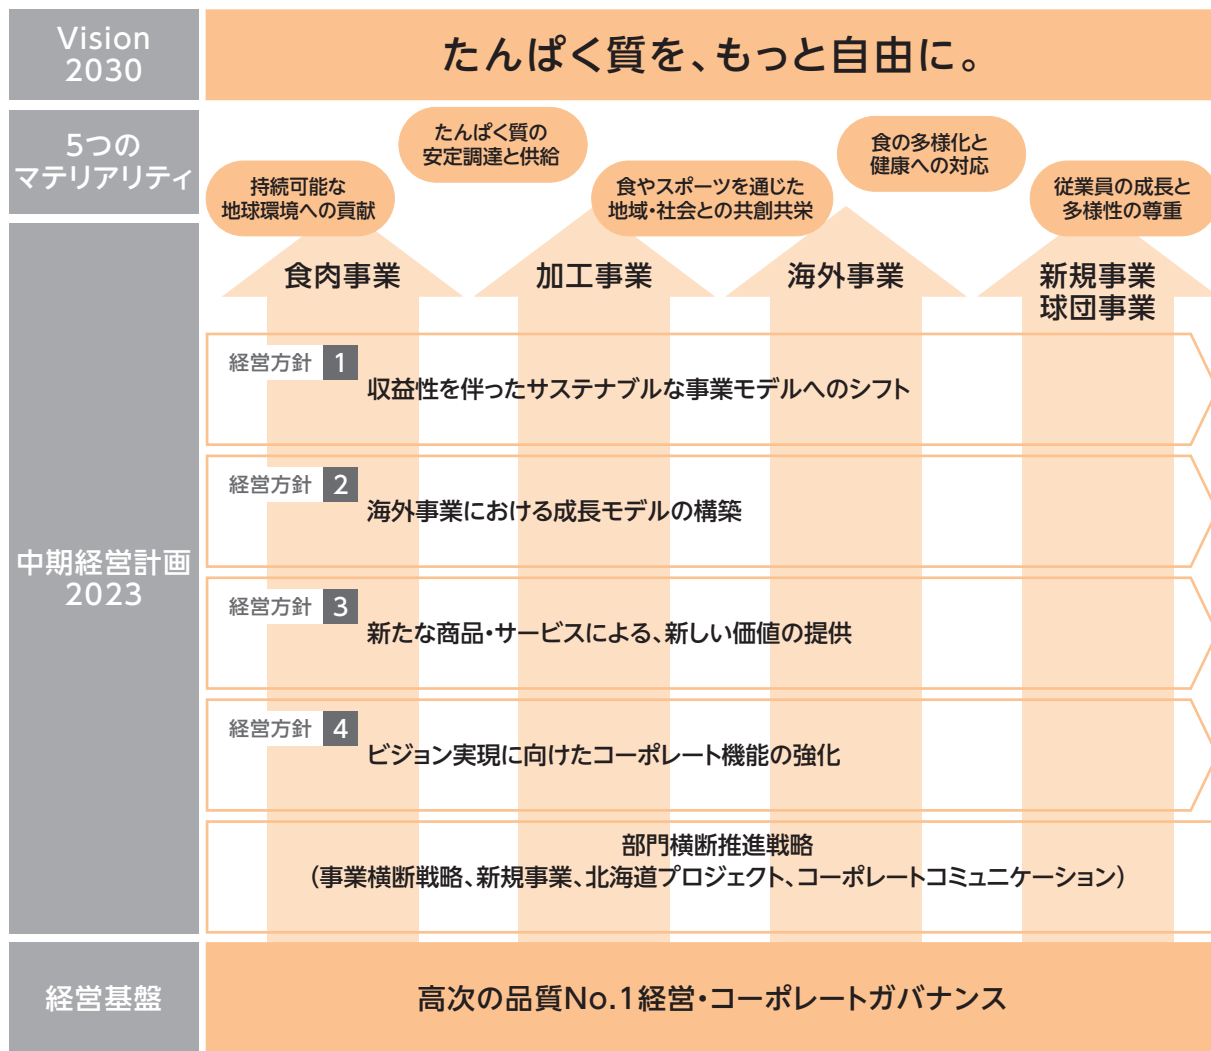 Vision
2030
たんぱく質を、もっと自由に。
5つの
マテリアリティ
持続可能な
地球環境への貢献
たんぱく質の
安定調達と供給
食やスポーツを通じた
地域・社会との共創共栄
食の多様化と
健康への対応
従業員の成長と
多様性の尊重
中期経営計画
2023
食肉事業
加工事業
海外事業
新規事業
球団事業
経営方針 1
収益性を伴ったサステナブルな事業モデルへのシフト
経営方針 2
海外事業における成長モデルの構築
経営方針 3
新たな商品・サービスによる、新しい価値の提供
経営方針 4
ビジョン実現に向けたコーポレート機能の強化
部門横断推進戦略
(事業横断戦略、新規事業、北海道プロジェクト、コーポレートコミュニケーション)
経営基盤
高次の品質No.1経営・コーポレートガバナンス